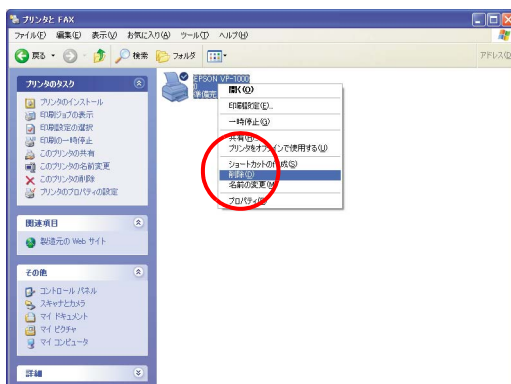 プリンタと FAX
ファイル(F) 編集(E) 表示(V) お気に入り(A) ツール(T) ヘルプ(H)
戻る 検索 フォルダ
アドレス(D)
プリンタのタスク
プリンタのインストール
印刷ジョブの表示
印刷設定の選択
印刷の一時停止
このプリンタの共有
このプリンタの名前変更
このプリンタの削除
プリンタのプロパティの設定
関連項目
製造元の Web サイト
その他
コントロール パネル
スキャナとカメラ
マイ ドキュメント
マイ ピクチャ
マイ コンピュータ
詳細
EPSON VP-1000
0
準備完
開く(O)
印刷設定(E)...
一時停止(G)
共有(H)...
プリンタをオフラインで使用する(U)
ショートカットの作成(S)
削除(D)
名前の変更(M)
プロパティ(R)